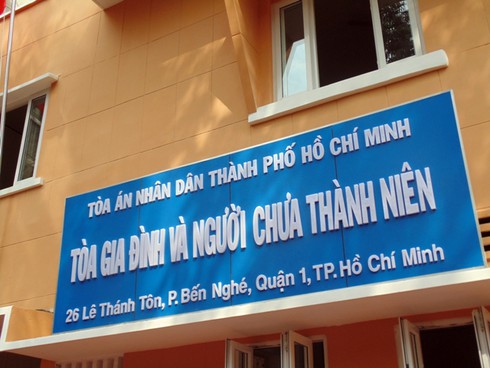 TÒA ÁN NHÂN DÂN THÀNH PHỐ HỒ CHÍ MINH
TÒA GIA ĐÌNH VÀ NGƯỜI CHƯA THÀNH NIÊN
26 Lê Thánh Tôn, P. Bến Nghé, Quận 1, TP. Hồ Chí Minh